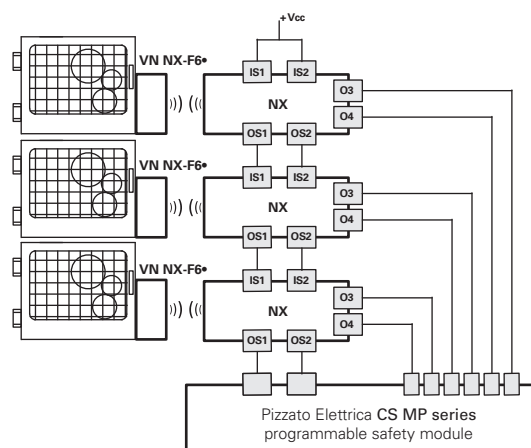 +Vcc
VN NX-F6•
IS1 IS2
O3
NX
O4
OS1 OS2
VN NX-F6•
IS1 IS2
O3
NX
O4
OS1 OS2
VN NX-F6•
IS1 IS2
O3
NX
O4
OS1 OS2
Pizzato Elettrica CS MP series
programmable safety module